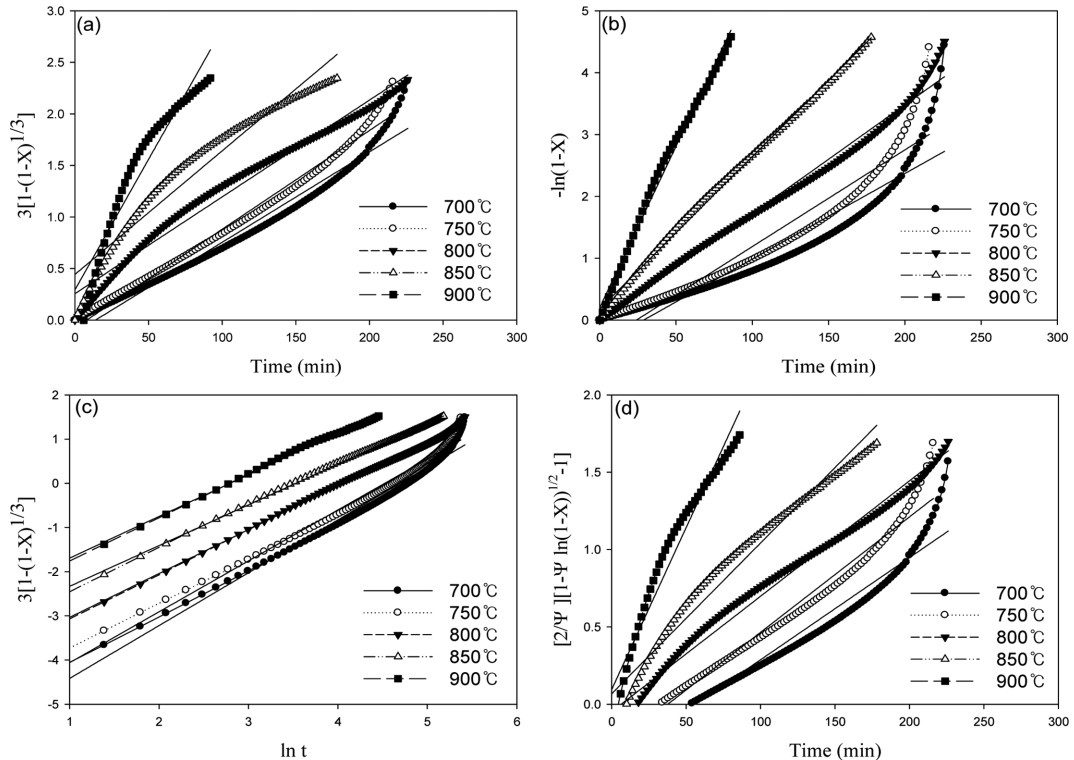 (a)
3[1-(1-X)^1/3]
3.0
2.5
2.0
1.5
1.0
0.5
0.0
700℃
750℃
800℃
850℃
900℃
0 50 100 150 200 250 300
Time (min)
(b)
-ln(1-X)
5
4
3
2
1
0
700℃
750℃
800℃
850℃
900℃
0 50 100 150 200 250 300
Time (min)
(c)
3[1-(1-X)^1/3]
2
1
0
-1
-2
-3
-4
-5
700℃
750℃
800℃
850℃
900℃
1 2 3 4 5 6
ln t
(d)
[2/Ψ ][1-Ψ ln(1-X))^1/2-1]
2.0
1.5
1.0
0.5
0.0
700℃
750℃
800℃
850℃
900℃
0 50 100 150 200 250 300
Time (min)